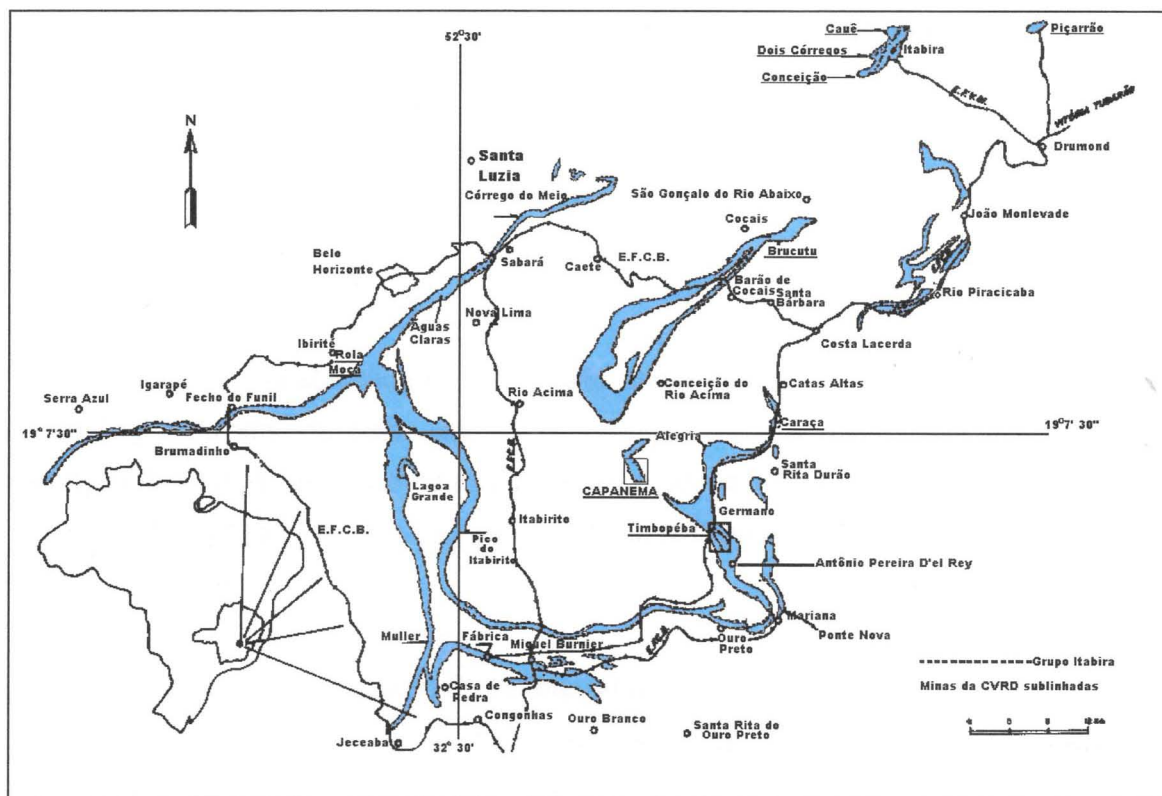 52° 30'
Cauê
Piçarrão
Dois Córregos
Itabira
Conceição
E.F.V.M.
VITÓRIA TUBARÃO
N
Drumond
Santa
Luzia
Córrego do Meio
São Gonçalo do Rio Abaixo
João Monlevade
Cocais
Belo
Horizonte
Sabará
Caeté
E.F.C.B.
Brucutu
Barão de
Cocais
Santa
Bárbara
Rio Piracicaba
Nova Lima
Águas
Claras
Costa Lacerda
Ibirité
Rola
Moça
Igarapé
Serra Azul
Fecho do Funil
Rio Acima
Conceição do
Rio Acima
Catas Altas
Caraça
19° 7' 30"
19° 7' 30"
Alegria
Brumadinho
Lagoa
Grande
CAPANEMA
Santa
Rita Durão
Germano
E.F.C.B.
Itabirito
Timbopéba
Pico
do
Itabirito
Antônio Pereira D'el Rey
Mariana
Ponte Nova
Muller
Fábrica
Miguel Burnier
Ouro
Preto
Grupo Itabira
Casa de
Pedra
Minas da CVRD sublinhadas
Congonhas
Ouro Branco
Santa Rita do
Ouro Preto
Jeceaba
32° 30'
4 0 8